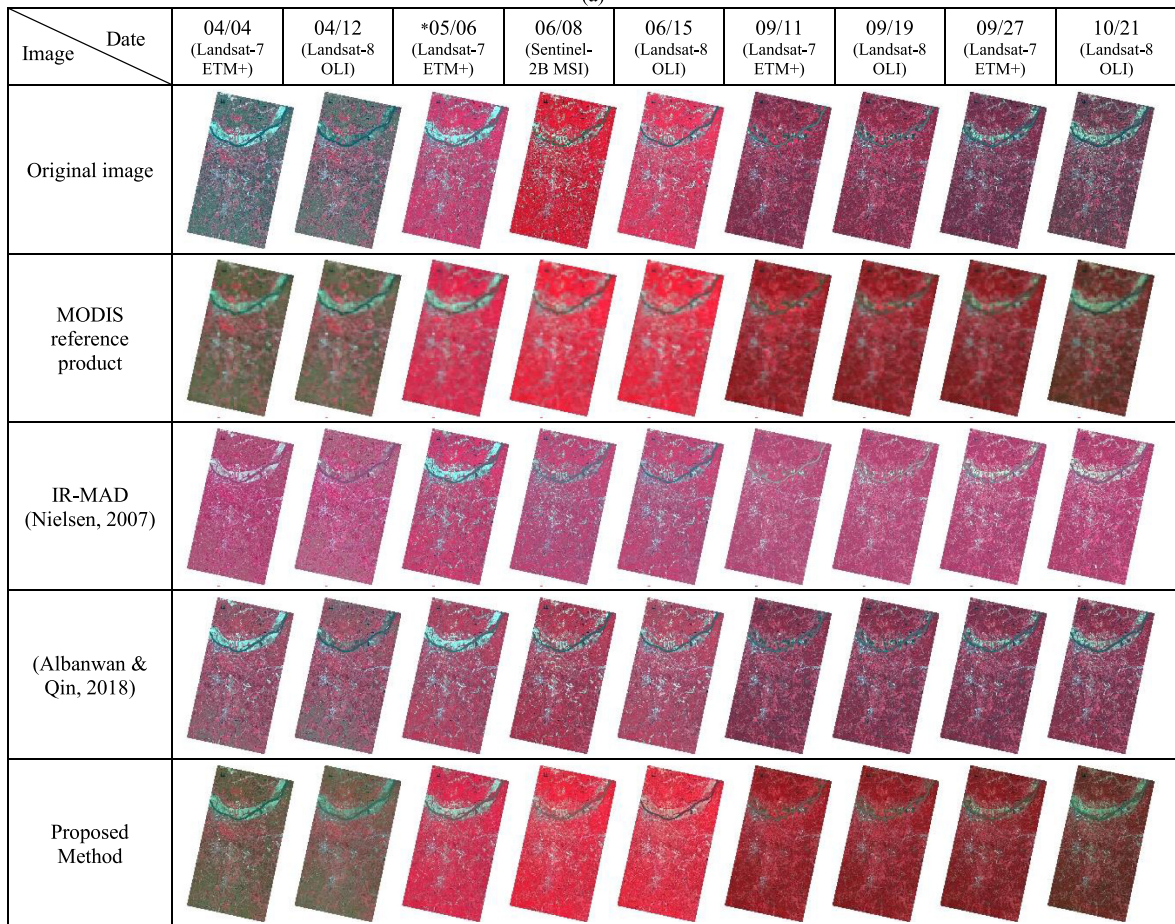 (a)
Date
Image
04/04
(Landsat-7
ETM+)
04/12
(Landsat-8
OLI)
*05/06
(Landsat-7
ETM+)
06/08
(Sentinel-
2B MSI)
06/15
(Landsat-8
OLI)
09/11
(Landsat-7
ETM+)
09/19
(Landsat-8
OLI)
09/27
(Landsat-7
ETM+)
10/21
(Landsat-8
OLI)
Original image
MODIS
reference
product
IR-MAD
(Nielsen, 2007)
(Albanwan &
Qin, 2018)
Proposed
Method